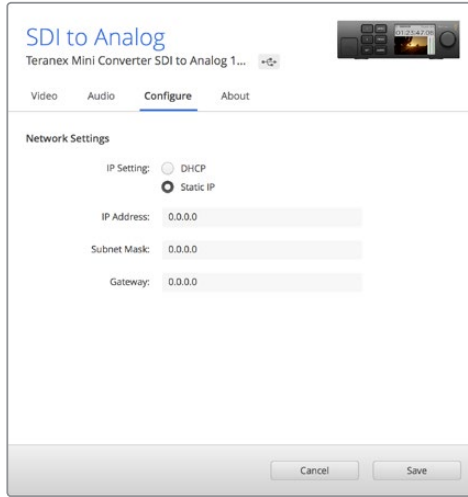 SDI to Analog
Teranex Mini Converter SDI to Analog 1...
Video Audio Configure About
Network Settings
IP Setting: DHCP
Static IP
IP Address: 0.0.0.0
Subnet Mask: 0.0.0.0
Gateway: 0.0.0.0
Cancel Save